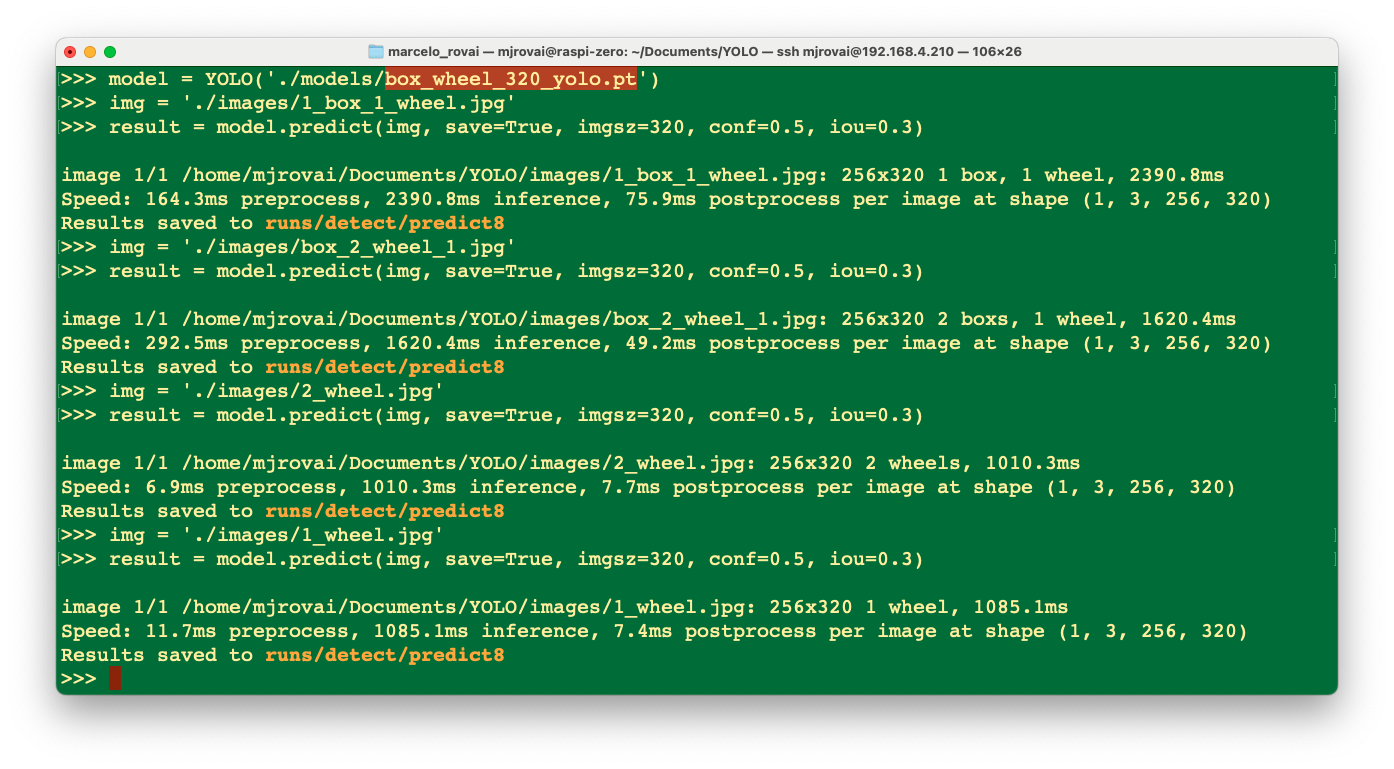 marcelo_rovai — mjrovai@raspi-zero: ~/Documents/YOLO — ssh mjrovai@192.168.4.210 — 106×26
>>> model = YOLO('./models/box_wheel_320_yolo.pt')
>>> img = './images/1_box_1_wheel.jpg'
>>> result = model.predict(img, save=True, imgsz=320, conf=0.5, iou=0.3)
image 1/1 /home/mjrovai/Documents/YOLO/images/1_box_1_wheel.jpg: 256x320 1 box, 1 wheel, 2390.8ms
Speed: 164.3ms preprocess, 2390.8ms inference, 75.9ms postprocess per image at shape (1, 3, 256, 320)
Results saved to runs/detect/predict8
>>> img = './images/box_2_wheel_1.jpg'
>>> result = model.predict(img, save=True, imgsz=320, conf=0.5, iou=0.3)
image 1/1 /home/mjrovai/Documents/YOLO/images/box_2_wheel_1.jpg: 256x320 2 boxs, 1 wheel, 1620.4ms
Speed: 292.5ms preprocess, 1620.4ms inference, 49.2ms postprocess per image at shape (1, 3, 256, 320)
Results saved to runs/detect/predict8
>>> img = './images/2_wheel.jpg'
>>> result = model.predict(img, save=True, imgsz=320, conf=0.5, iou=0.3)
image 1/1 /home/mjrovai/Documents/YOLO/images/2_wheel.jpg: 256x320 2 wheels, 1010.3ms
Speed: 6.9ms preprocess, 1010.3ms inference, 7.7ms postprocess per image at shape (1, 3, 256, 320)
Results saved to runs/detect/predict8
>>> img = './images/1_wheel.jpg'
>>> result = model.predict(img, save=True, imgsz=320, conf=0.5, iou=0.3)
image 1/1 /home/mjrovai/Documents/YOLO/images/1_wheel.jpg: 256x320 1 wheel, 1085.1ms
Speed: 11.7ms preprocess, 1085.1ms inference, 7.4ms postprocess per image at shape (1, 3, 256, 320)
Results saved to runs/detect/predict8
>>>